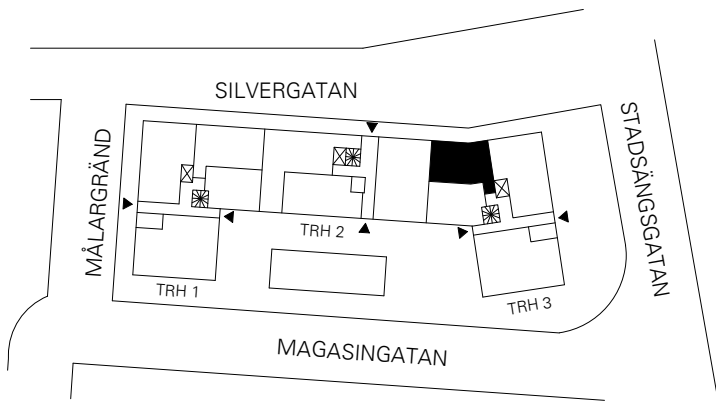 SILVERGATAN
STADSÄNGSGATAN
MÅLARGRÄND
TRH 2
TRH 1
TRH 3
MAGASINGATAN